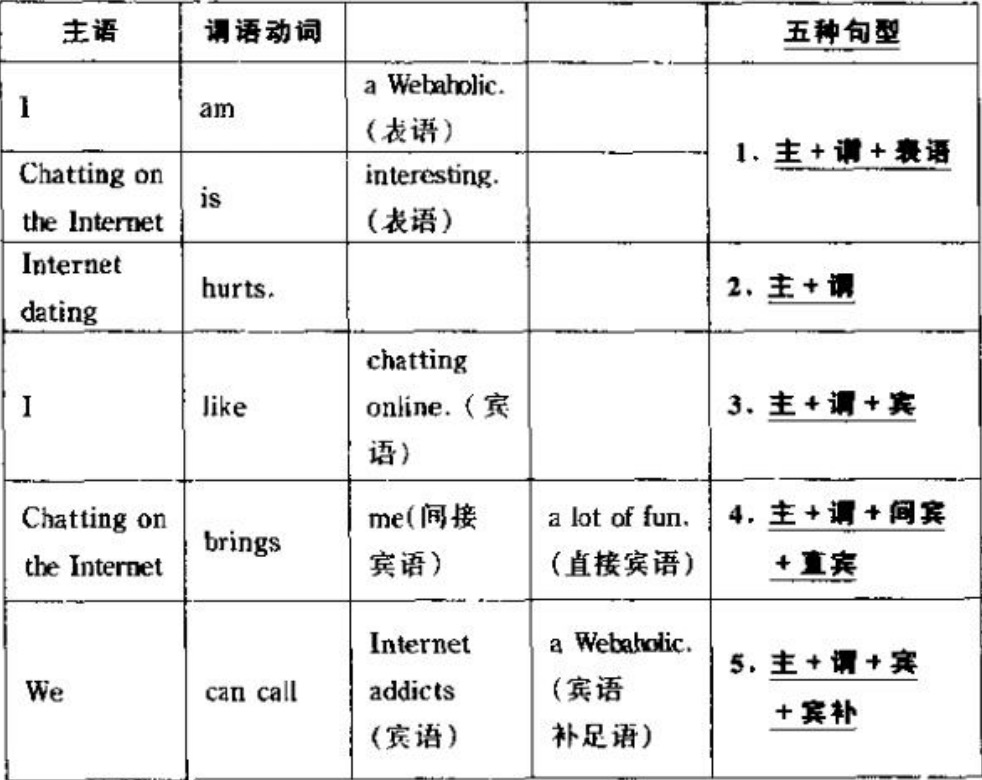 主语 谓语动词 五种句型
I am a Webaholic.
(表语)
1. 主+谓+表语
Chatting on
the Internet
is
interesting.
(表语)
Internet
dating
hurts.
2. 主+谓
I like
chatting
online. (宾
语)
3. 主+谓+宾
Chatting on
the Internet
brings
me(间接
宾语)
a lot of fun.
(直接宾语)
4. 主+谓+间宾
+直宾
We can call
Internet
addicts
(宾语)
a Webaholic.
(宾语
补足语)
5. 主+谓+宾
+宾补